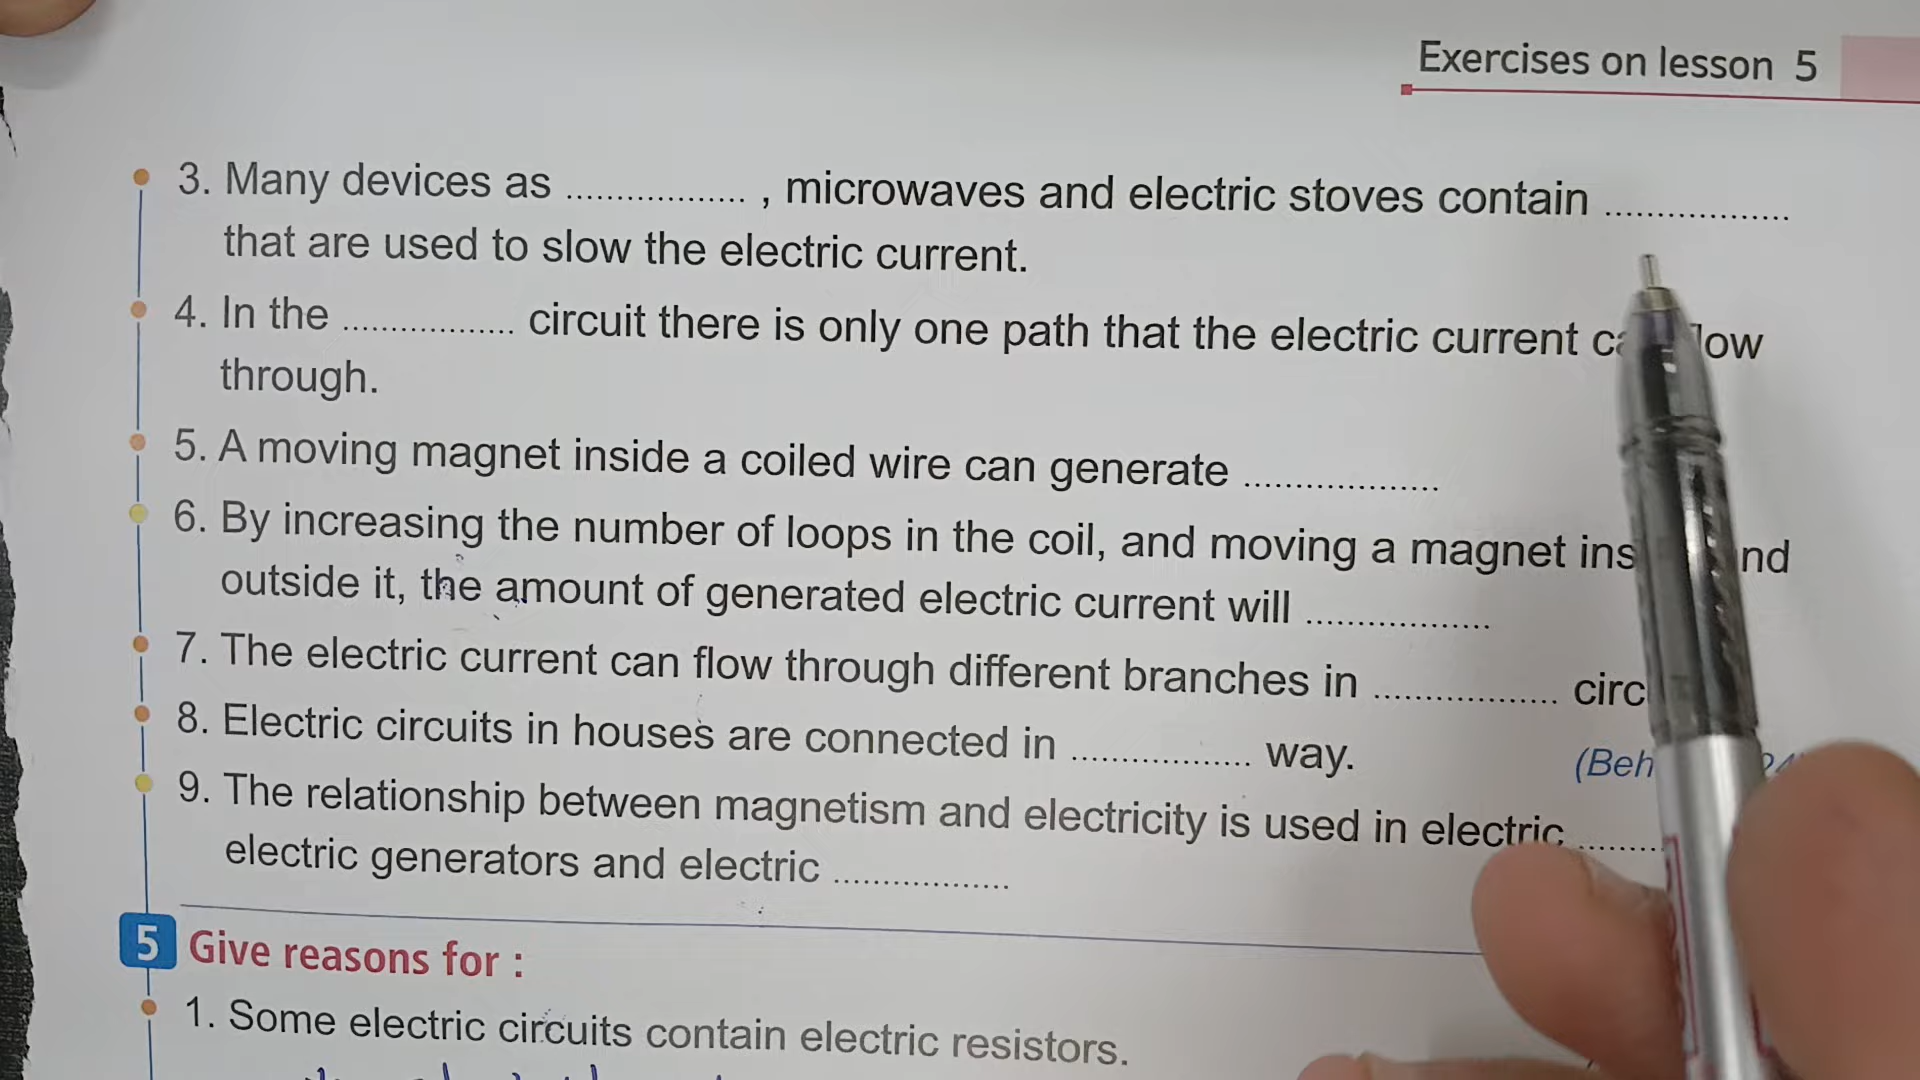 Exercises on lesson 5
3. Many devices as .................. , microwaves and electric stoves contain ..................
that are used to slow the electric current.
4. In the .................. circuit there is only one path that the electric current
through.
5. A moving magnet inside a coiled wire can generate ..................
6. By increasing the number of loops in the coil, and moving a magnet
outside it, the amount of generated electric current will ..................
7. The electric current can flow through different branches in ..................
8. Electric circuits in houses are connected in .................. way.
9. The relationship between magnetism and electricity is used in electric ........
electric generators and electric ..................
5 Give reasons for :
1. Some electric circuits contain electric resistors.